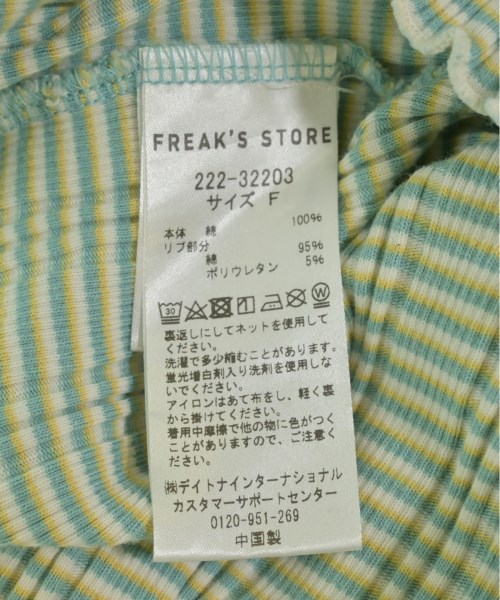 FREAK'S STORE
222-32203
サイズ F
本体 綿 100%
リブ部分
綿 95%
ポリウレタン 5%
30
W
裏返しにしてネットを使用して
ください。
洗濯で多少縮むことがあります。
蛍光増白剤入り洗剤を使用しな
いでください。
アイロンはあて布をし、軽く裏
から掛けてください。
着用中摩擦で他の物に色がつく
ことがありますので、ご注意く
ださい。
㈱デイトナインターナショナル
カスタマーサポートセンター
0120-951-269
中国製